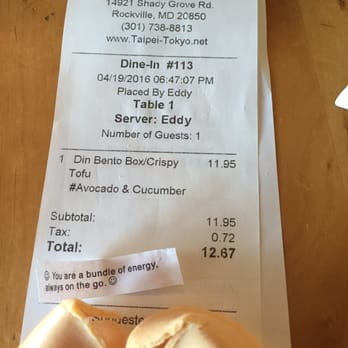 14921 Shady Grove Rd.
Rockville, MD 20850
(301) 738-8813
www.Taipei-Tokyo.net
Dine-In #113
04/19/2016 06:47:07 PM
Placed By Eddy
Table 1
Server: Eddy
Number of Guests: 1
1 Din Bento Box/Crispy 11.95
Tofu
#Avocado & Cucumber
Subtotal: 11.95
Tax: 0.72
Total: 12.67
☺ You are a bundle of energy,
always on the go. ☺